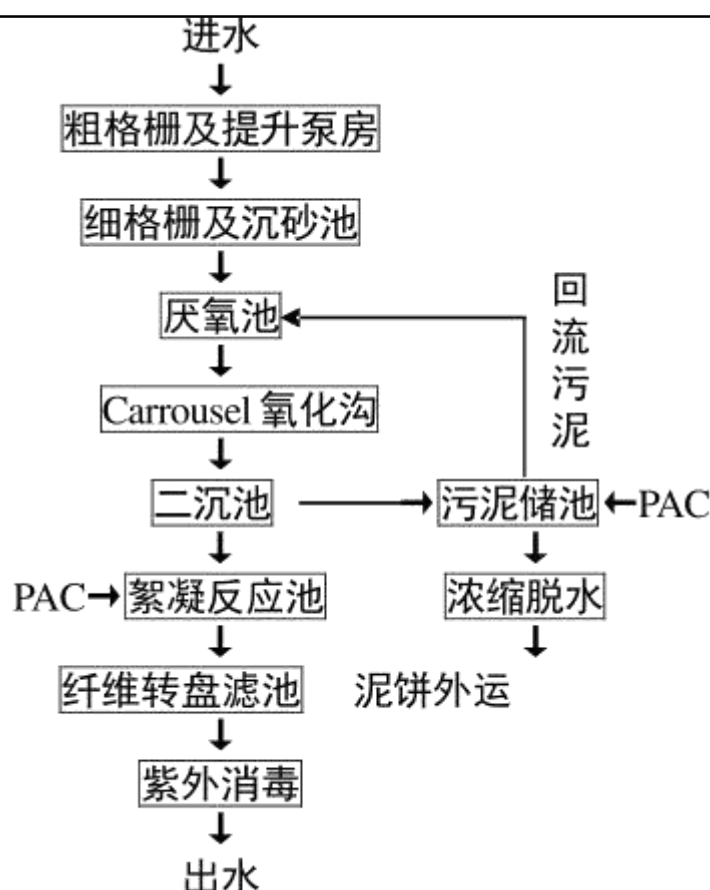 进水
粗格栅及提升泵房
细格栅及沉砂池
厌氧池
回流污泥
Carrousel 氧化沟
二沉池
污泥储池
PAC
PAC
絮凝反应池
浓缩脱水
纤维转盘滤池
泥饼外运
紫外消毒
出水